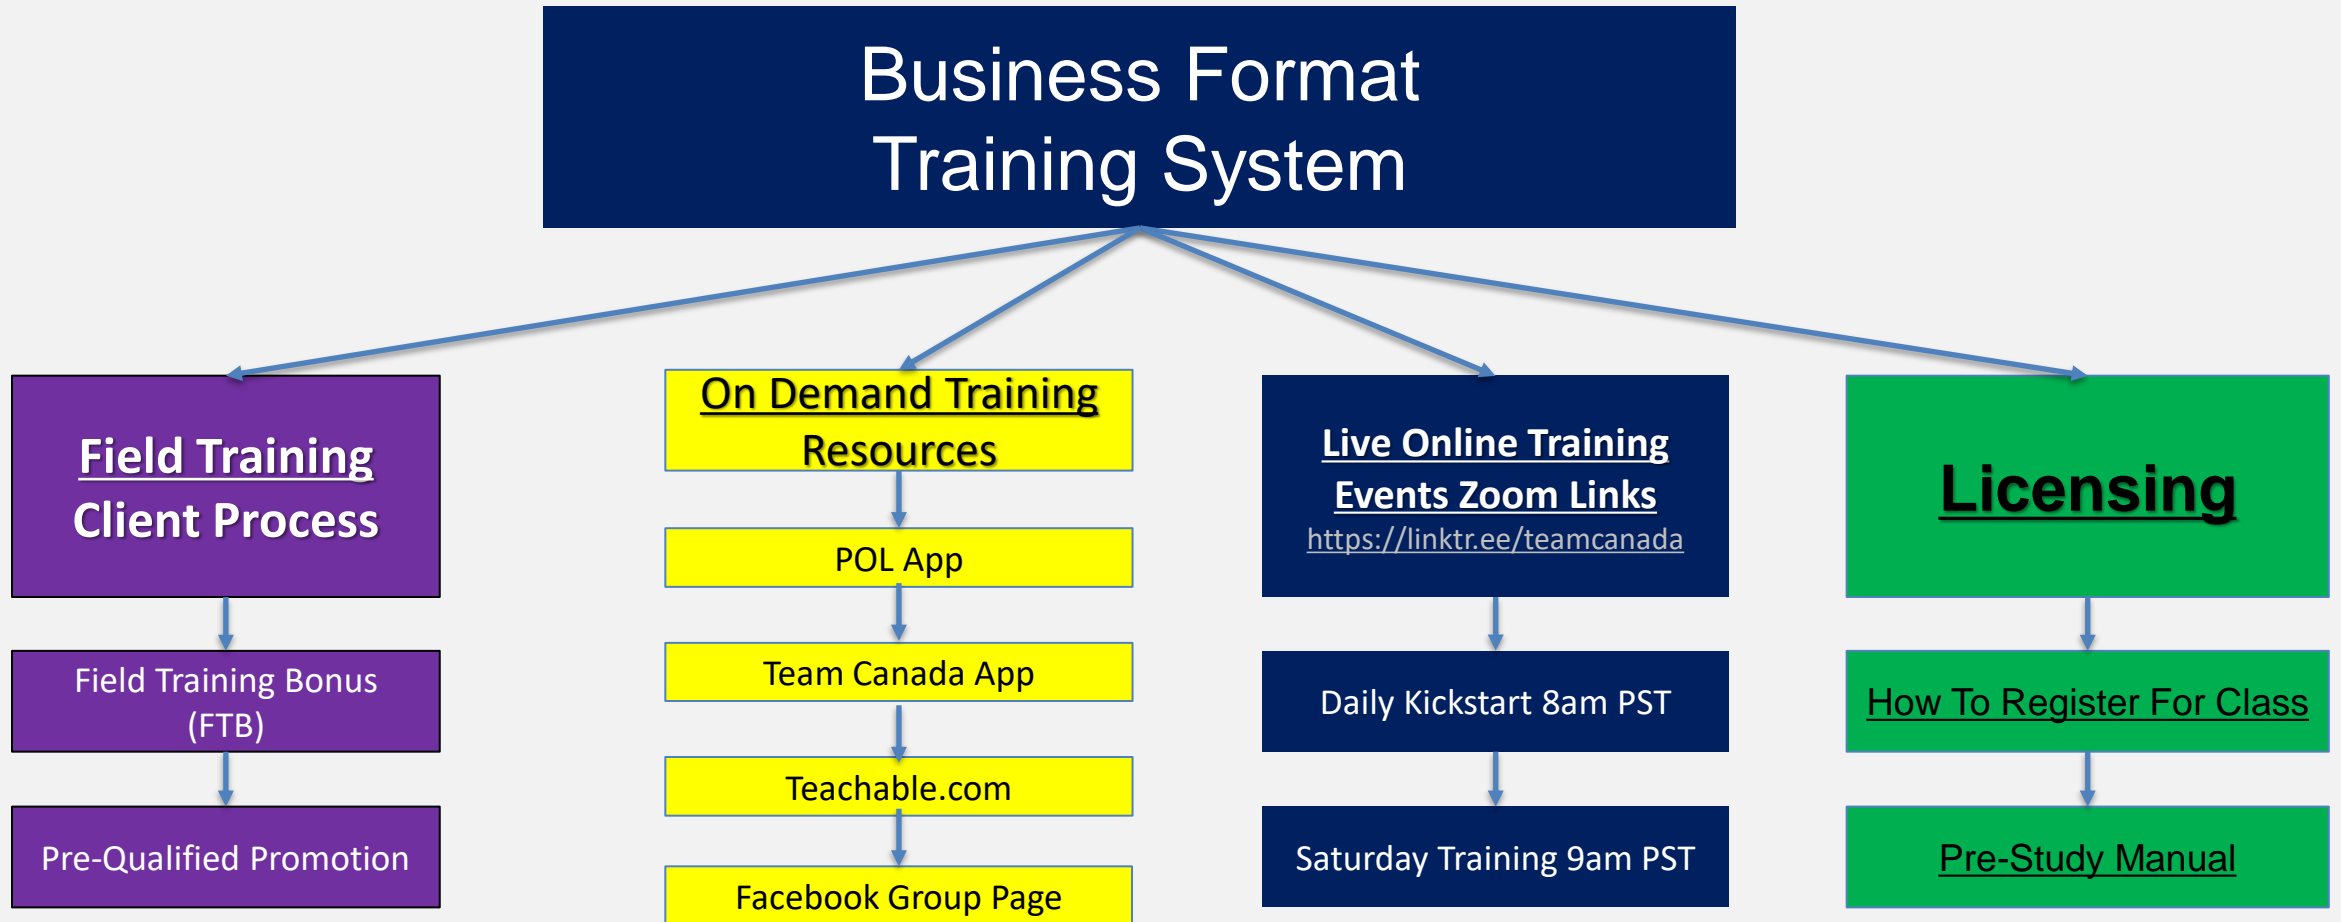 Business Format
Training System
Field Training
Client Process
Field Training Bonus
(FTB)
Pre-Qualified Promotion
On Demand Training
Resources
POL App
Team Canada App
Teachable.com
Facebook Group Page
Live Online Training
Events Zoom Links
https://linktr.ee/teamcanada
Daily Kickstart 8am PST
Saturday Training 9am PST
Licensing
How To Register For Class
Pre-Study Manual